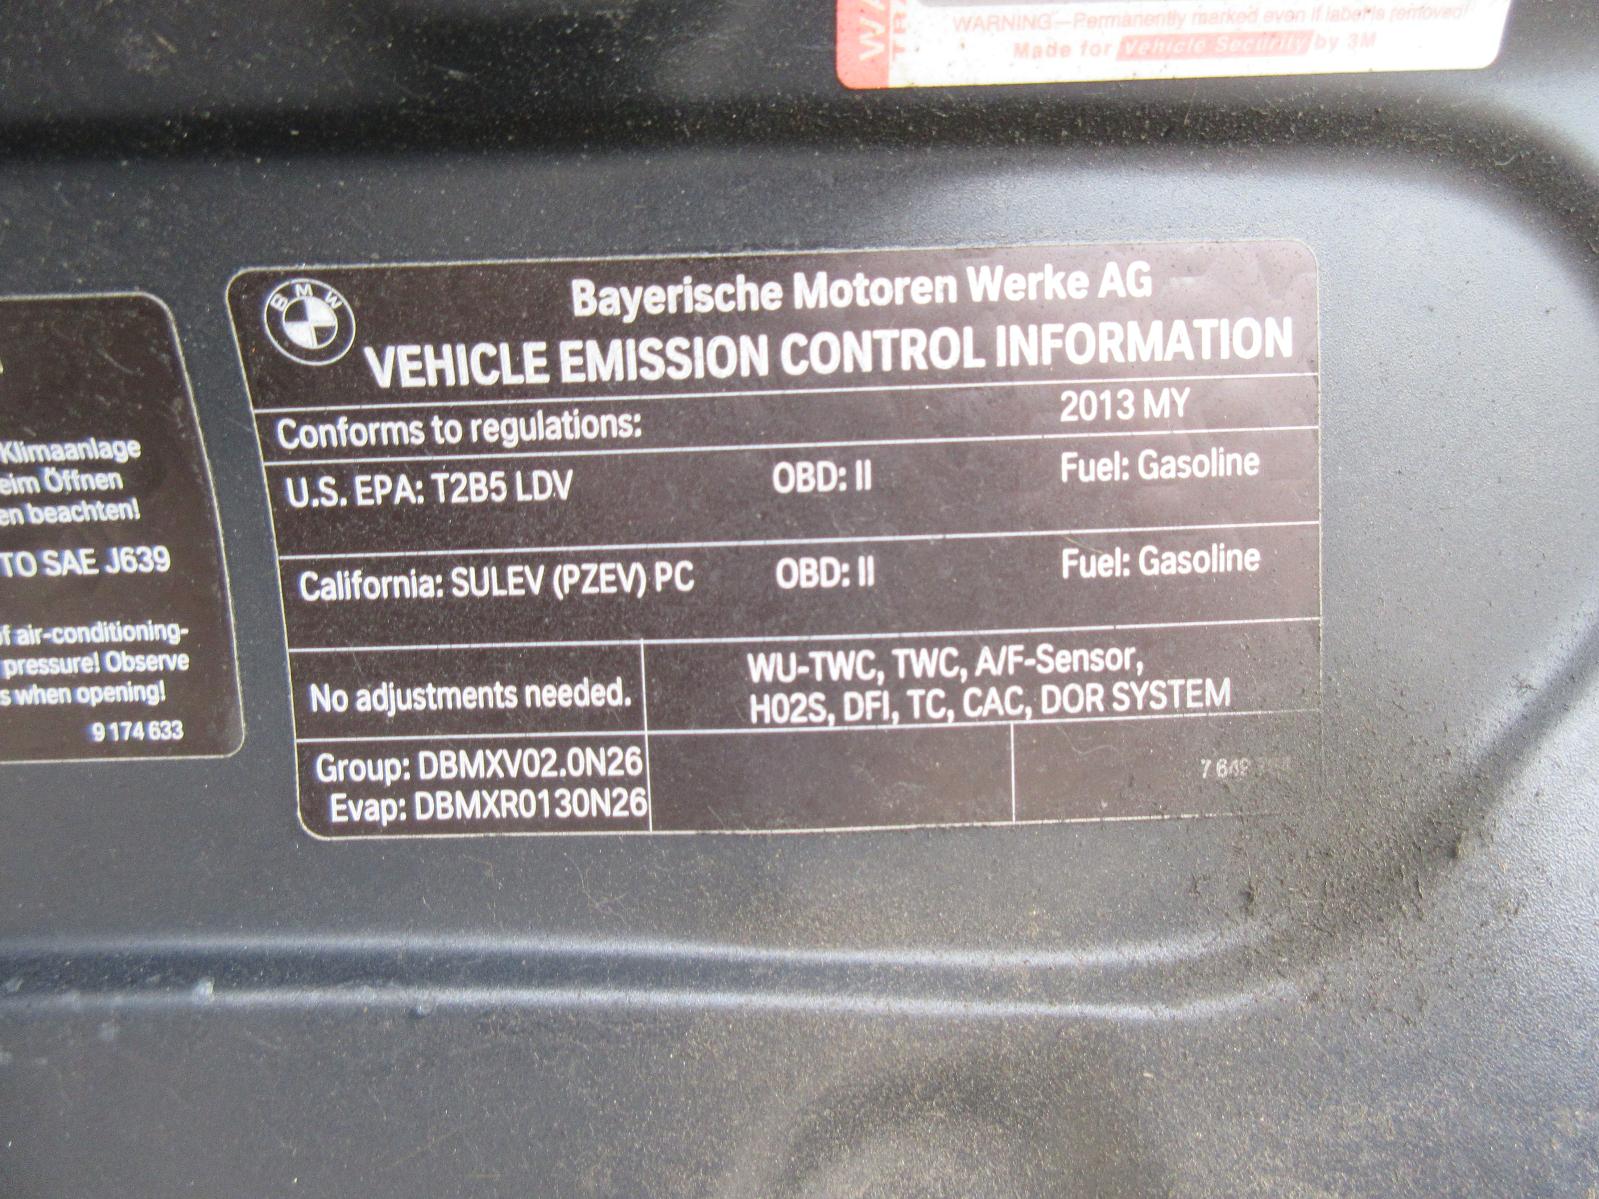 WARNING—Permanently marked even if label is removed!
Made for Vehicle Security by 3M
BMW
Bayerische Motoren Werke AG
VEHICLE EMISSION CONTROL INFORMATION
Conforms to regulations: 2013 MY
U.S. EPA: T2B5 LDV OBD: II Fuel: Gasoline
California: SULEV (PZEV) PC OBD: II Fuel: Gasoline
No adjustments needed.
WU-TWC, TWC, A/F-Sensor,
H02S, DFI, TC, CAC, DOR SYSTEM
Group: DBMXV02.0N26
Evap: DBMXR0130N26
7 649
Klimaanlage
eim Öffnen
en beachten!
TO SAE J639
of air-conditioning-
pressure! Observe
s when opening!
9 174 633